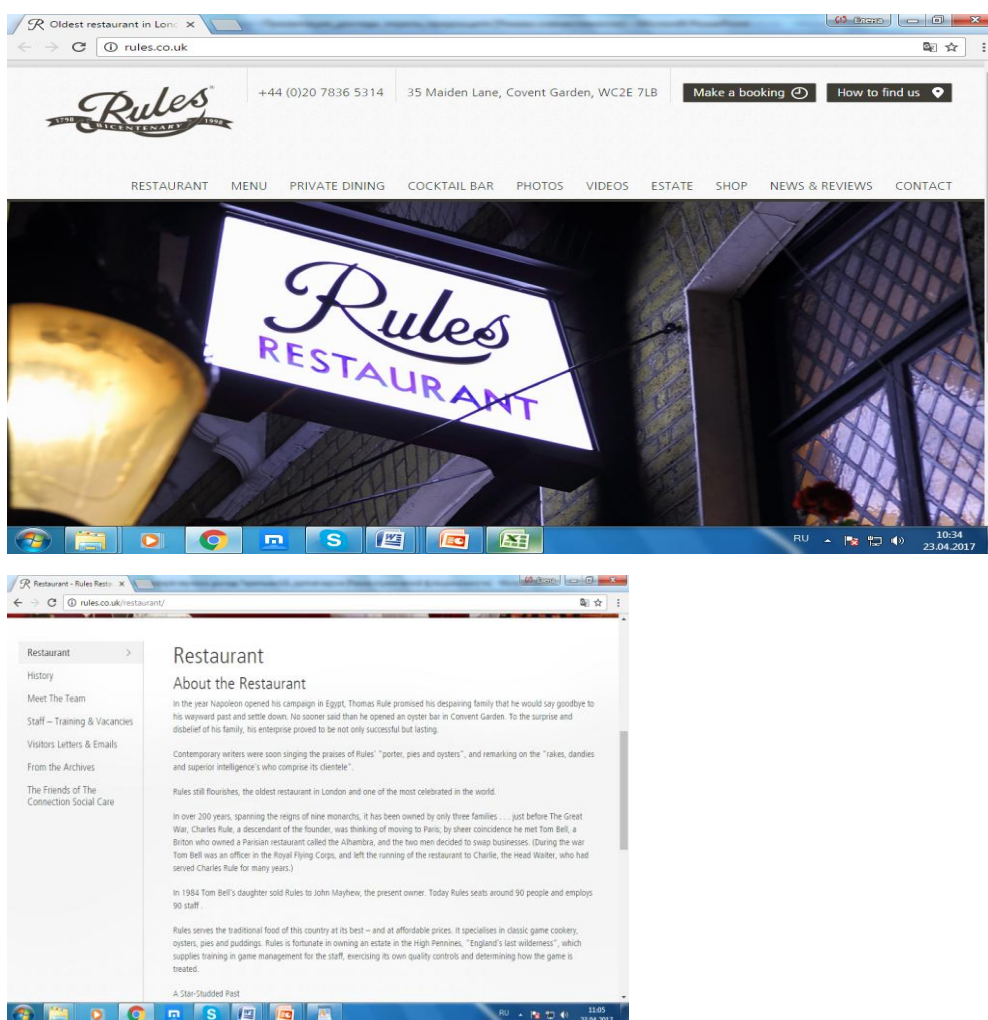 Oldest restaurant in Lon
rules.co.uk
Rules
1798 BICENTENARY 1998
+44 (0)20 7836 5314
35 Maiden Lane, Covent Garden, WC2E 7LB
Make a booking
How to find us
RESTAURANT MENU PRIVATE DINING COCKTAIL BAR PHOTOS VIDEOS ESTATE SHOP NEWS & REVIEWS CONTACT
Rules
RESTAURANT
RU
10:34
23.04.2017
Restaurant - Rules Resta
rules.co.uk/restaurant/
Restaurant
History
Meet The Team
Staff – Training & Vacancies
Visitors Letters & Emails
From the Archives
The Friends of The
Connection Social Care
Restaurant
About the Restaurant
In the year Napoleon opened his campaign in Egypt, Thomas Rule promised his despairing family that he would say goodbye to
his wayward past and settle down. No sooner said than he opened an oyster bar in Convent Garden. To the surprise and
disbelief of his family, his enterprise proved to be not only successful but lasting.
Contemporary writers were soon singing the praises of Rules' "porter, pies and oysters", and remarking on the "rakes, dandies
and superior intelligence's who comprise its clientele".
Rules still flourishes, the oldest restaurant in London and one of the most celebrated in the world.
In over 200 years, spanning the reigns of nine monarchs, it has been owned by only three families . . . just before The Great
War, Charles Rule, a descendant of the founder, was thinking of moving to Paris; by sheer coincidence he met Tom Bell, a
Briton who owned a Parisian restaurant called the Alhambra, and the two men decided to swap businesses. (During the war
Tom Bell was an officer in the Royal Flying Corps, and left the running of the restaurant to Charlie, the Head Waiter, who had
served Charles Rule for many years.)
In 1984 Tom Bell's daughter sold Rules to John Mayhew, the present owner. Today Rules seats around 90 people and employs
90 staff .
Rules serves the traditional food of this country at its best – and at affordable prices. It specialises in classic game cookery,
oysters, pies and puddings. Rules is fortunate in owning an estate in the High Pennines, "England's last wilderness", which
supplies training in game management for the staff, exercising its own quality controls and determining how the game is
treated.
A Star-Studded Past
RU
11:05
23.04.2017